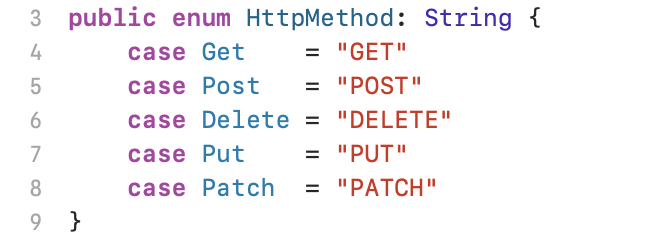 3 public enum HttpMethod: String {
4     case Get    = "GET"
5     case Post   = "POST"
6     case Delete = "DELETE"
7     case Put    = "PUT"
8     case Patch  = "PATCH"
9 }